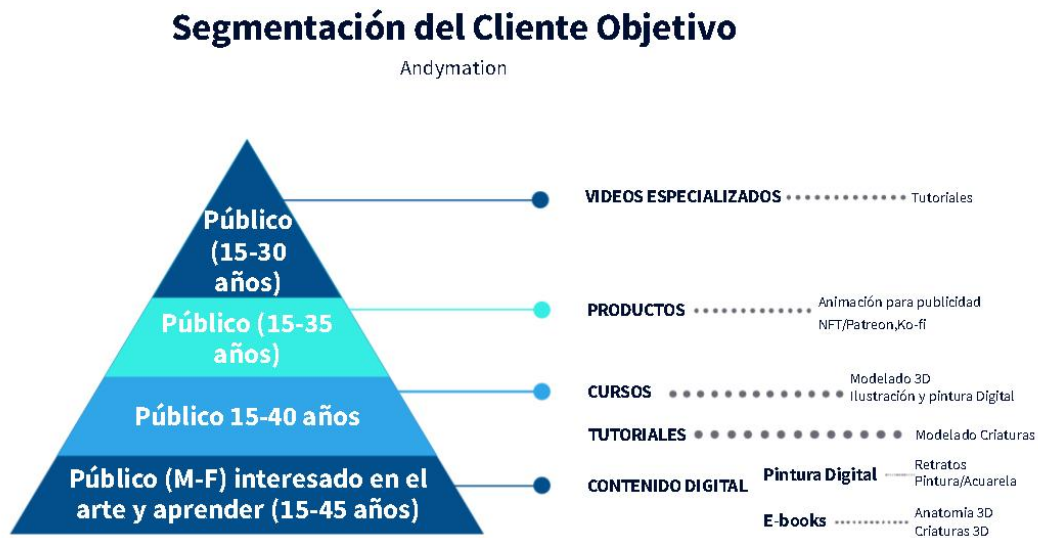 Segmentación del Cliente Objetivo
Andymation
Público
(15-30
años)
VIDEOS ESPECIALIZADOS
Tutoriales
Público (15-35
años)
PRODUCTOS
Animación para publicidad
NFT/Patreon,Ko-fi
Público 15-40 años
CURSOS
Modelado 3D
Ilustración y pintura Digital
TUTORIALES
Modelado Criaturas
Público (M-F) interesado en el
arte y aprender (15-45 años)
CONTENIDO DIGITAL
Pintura Digital
Retratos
Pintura/Acuarela
E-books
Anatomía 3D
Criaturas 3D